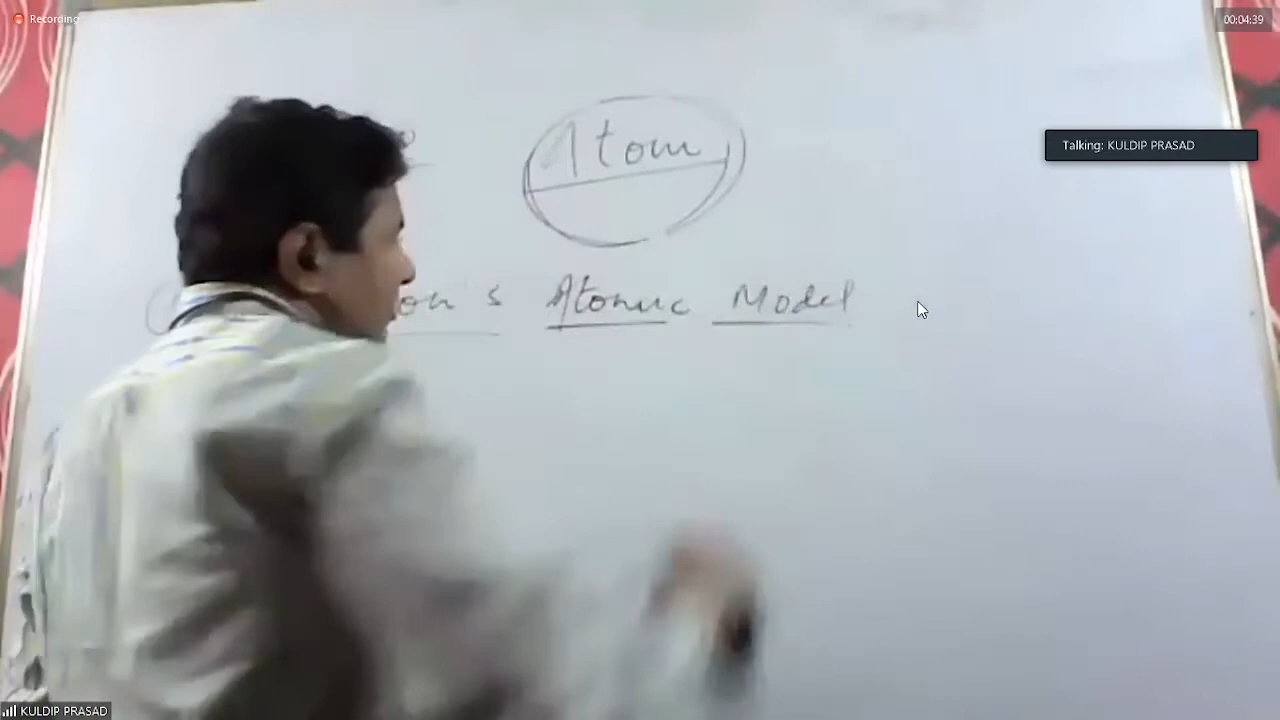 Recording
00:04:39
Atom
Talking: KULDIP PRASAD
on's Atomic Model
KULDIP PRASAD